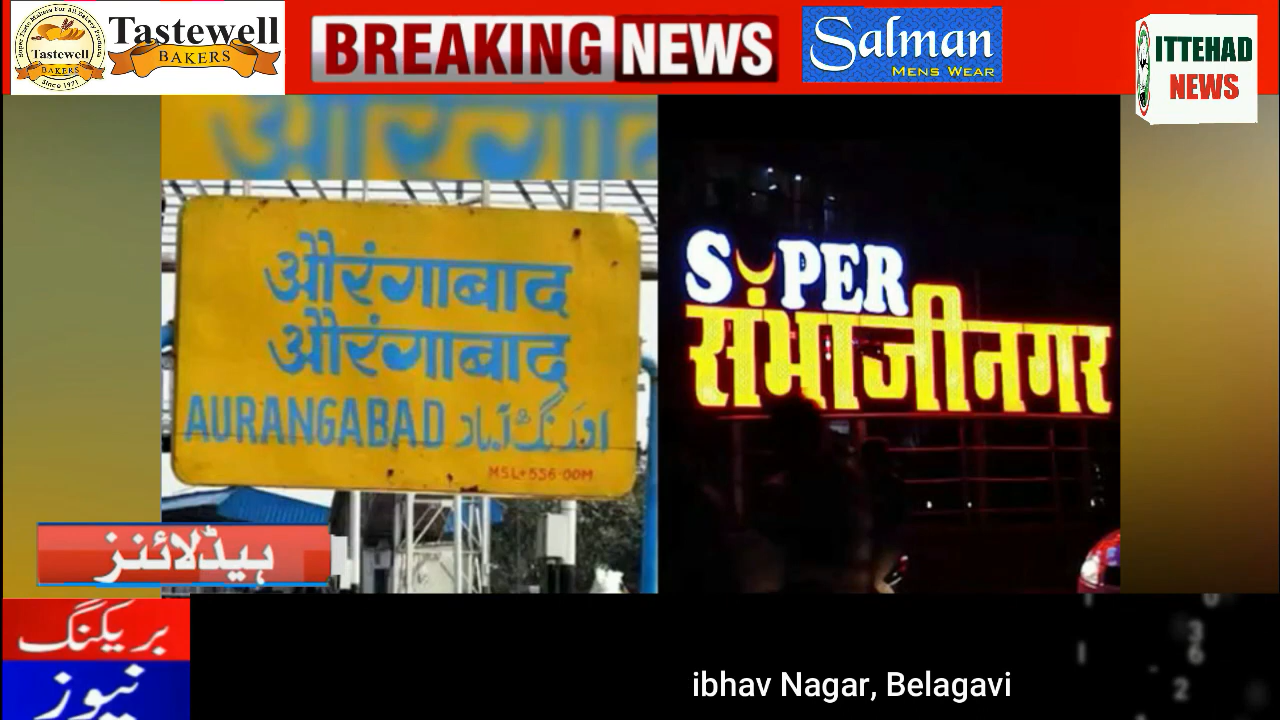 Tastewell
BAKERS
Since 1971
Tastewell
BAKERS
BREAKING NEWS
Salman
MENS WEAR
ITTEHAD
NEWS
औरंगाबाद
औरंगाबाद
AURANGABAD اورنگ آباد
MSL+556·00M
SUPER
संभाजीनगर
ہیڈلائنز
بریکنگ
نیوز
ibhav Nagar, Belagavi